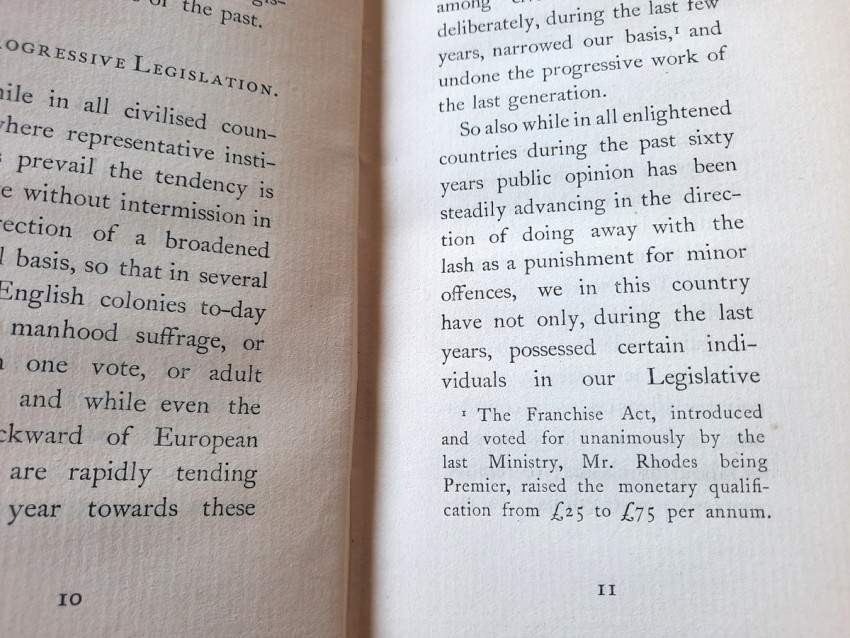 of the past.
PROGRESSIVE LEGISLATION.
in all civilised coun-
where representative insti-
prevail the tendency is
without intermission in
of a broadened
basis, so that in several
English colonies to-day
manhood suffrage, or
one vote, or adult
and while even the
of European
are rapidly tending
year towards these
10
among
deliberately, during the last few
years, narrowed our basis,¹ and
undone the progressive work of
the last generation.
So also while in all enlightened
countries during the past sixty
years public opinion has been
steadily advancing in the direc-
tion of doing away with the
lash as a punishment for minor
offences, we in this country
have not only, during the last
years, possessed certain indi-
viduals in our Legislative
¹ The Franchise Act, introduced
and voted for unanimously by the
last Ministry, Mr. Rhodes being
Premier, raised the monetary qualifi-
cation from £25 to £75 per annum.
11